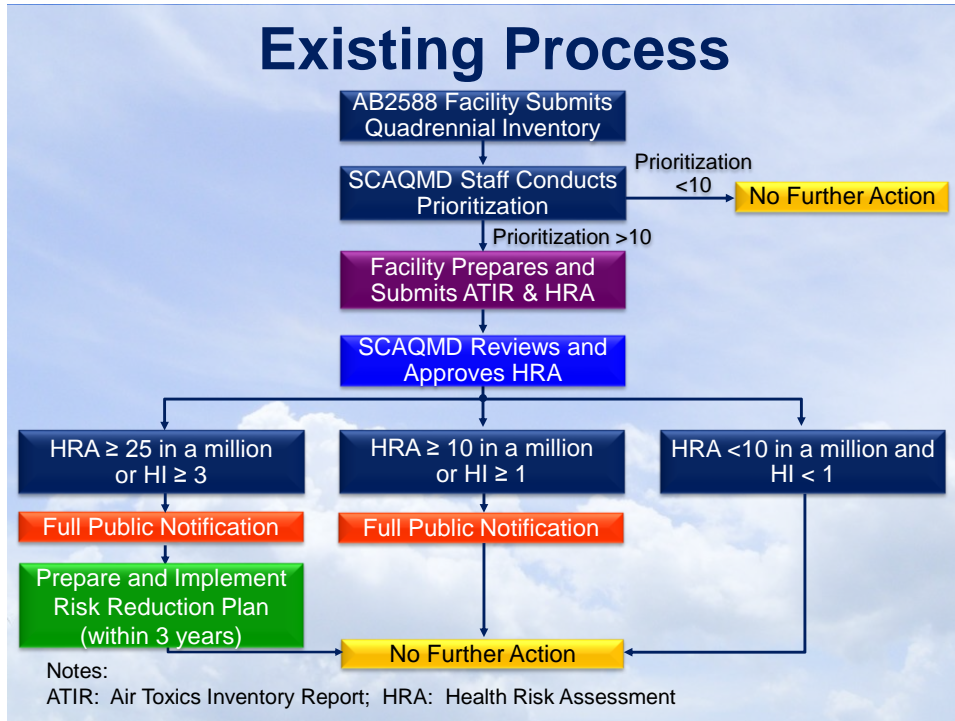 Existing Process
AB2588 Facility Submits
Quadrennial Inventory
SCAQMD Staff Conducts
Prioritization
Prioritization
<10
No Further Action
Prioritization >10
Facility Prepares and
Submits ATIR & HRA
SCAQMD Reviews and
Approves HRA
HRA ≥ 25 in a million
or HI ≥ 3
HRA ≥ 10 in a million
or HI ≥ 1
HRA <10 in a million and
HI < 1
Full Public Notification
Full Public Notification
Prepare and Implement
Risk Reduction Plan
(within 3 years)
No Further Action
Notes:
ATIR: Air Toxics Inventory Report; HRA: Health Risk Assessment